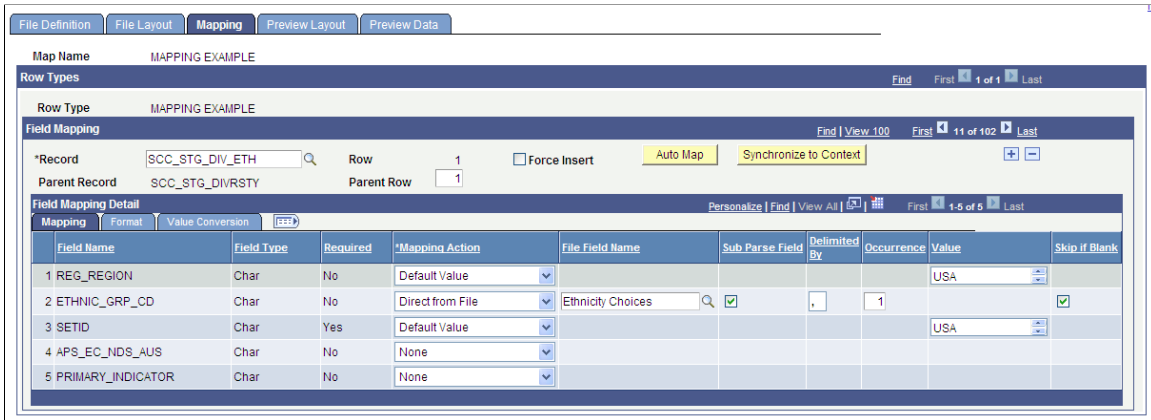 File Definition File Layout Mapping Preview Layout Preview Data
Map Name MAPPING EXAMPLE
Row Types Find First 1 of 1 Last
Row Type MAPPING EXAMPLE
Field Mapping Find | View 100 First 11 of 102 Last
*Record SCC_STG_DIV_ETH Row 1 Force Insert Auto Map Synchronize to Context
Parent Record SCC_STG_DIVRSTY Parent Row 1
Field Mapping Detail Personalize | Find | View All | | First 1-5 of 5 Last
Mapping Format Value Conversion
Field Name Field Type Required *Mapping Action File Field Name Sub Parse Field Delimited By Occurrence Value Skip if Blank
1 REG_REGION Char No Default Value USA
2 ETHNIC_GRP_CD Char No Direct from File Ethnicity Choices , 1
3 SETID Char Yes Default Value USA
4 APS_EC_NDS_AUS Char No None
5 PRIMARY_INDICATOR Char No None